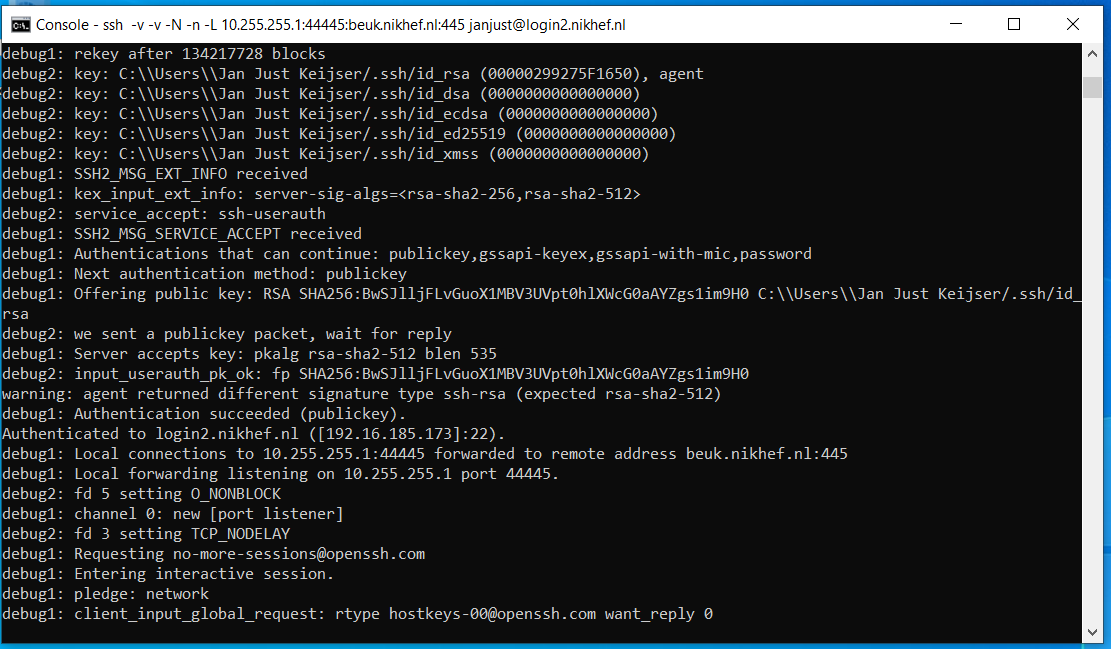 Console - ssh -v -v -N -n -L 10.255.255.1:44445:beuk.nikhef.nl:445 janjust@login2.nikhef.nl
debug1: rekey after 134217728 blocks
debug2: key: C:\\Users\\Jan Just Keijser/.ssh/id_rsa (00000299275F1650), agent
debug2: key: C:\\Users\\Jan Just Keijser/.ssh/id_dsa (0000000000000000)
debug2: key: C:\\Users\\Jan Just Keijser/.ssh/id_ecdsa (0000000000000000)
debug2: key: C:\\Users\\Jan Just Keijser/.ssh/id_ed25519 (0000000000000000)
debug2: key: C:\\Users\\Jan Just Keijser/.ssh/id_xmss (0000000000000000)
debug1: SSH2_MSG_EXT_INFO received
debug1: kex_input_ext_info: server-sig-algs=<rsa-sha2-256,rsa-sha2-512>
debug2: service_accept: ssh-userauth
debug1: SSH2_MSG_SERVICE_ACCEPT received
debug1: Authentications that can continue: publickey,gssapi-keyex,gssapi-with-mic,password
debug1: Next authentication method: publickey
debug1: Offering public key: RSA SHA256:BwSJlljFLvGuoX1MBV3UVpt0hlXWcG0aAYZgs1im9H0 C:\\Users\\Jan Just Keijser/.ssh/id_
rsa
debug2: we sent a publickey packet, wait for reply
debug1: Server accepts key: pkalg rsa-sha2-512 blen 535
debug2: input_userauth_pk_ok: fp SHA256:BwSJlljFLvGuoX1MBV3UVpt0hlXWcG0aAYZgs1im9H0
warning: agent returned different signature type ssh-rsa (expected rsa-sha2-512)
debug1: Authentication succeeded (publickey).
Authenticated to login2.nikhef.nl ([192.16.185.173]:22).
debug1: Local connections to 10.255.255.1:44445 forwarded to remote address beuk.nikhef.nl:445
debug1: Local forwarding listening on 10.255.255.1 port 44445.
debug2: fd 5 setting O_NONBLOCK
debug1: channel 0: new [port listener]
debug2: fd 3 setting TCP_NODELAY
debug1: Requesting no-more-sessions@openssh.com
debug1: Entering interactive session.
debug1: pledge: network
debug1: client_input_global_request: rtype hostkeys-00@openssh.com want_reply 0